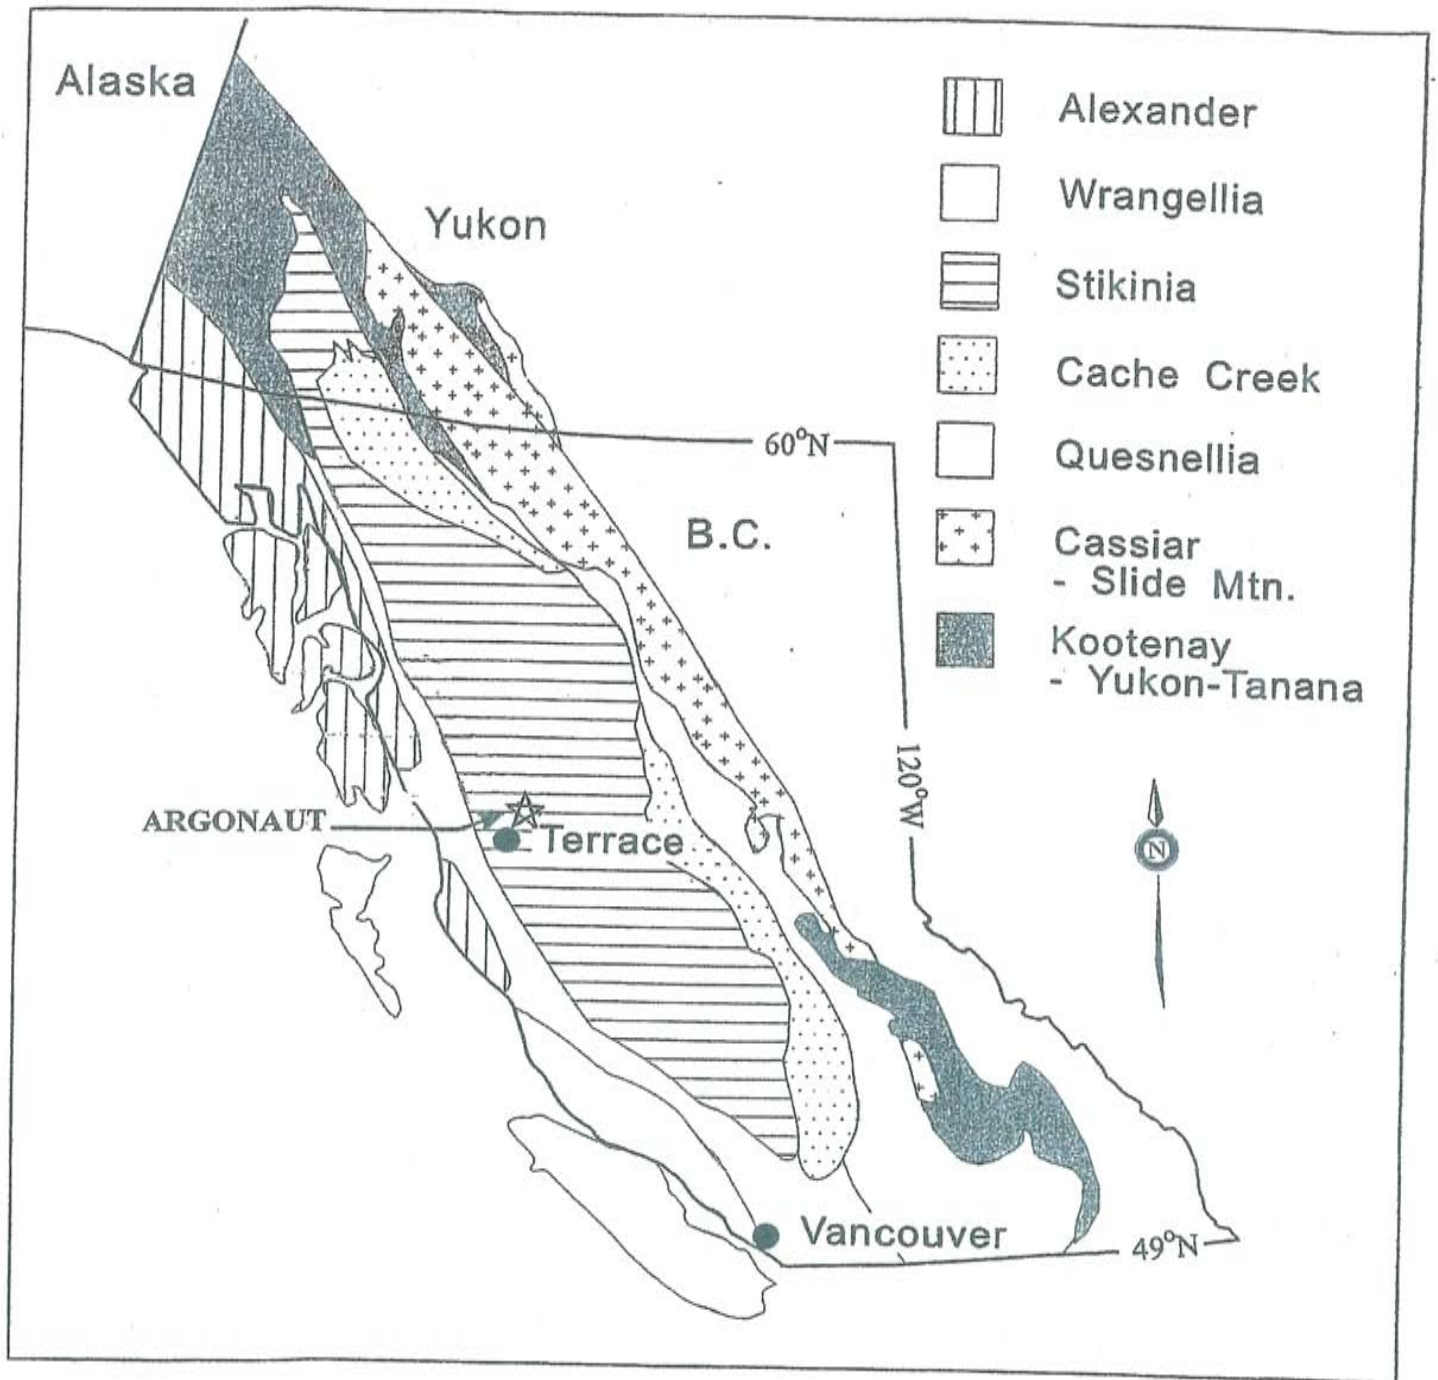 Alaska
Yukon
Alexander
Wrangellia
Stikinia
Cache Creek
Quesnellia
Cassiar
- Slide Mtn.
Kootenay
- Yukon-Tanana
60°N
B.C.
120°W
N
ARGONAUT
Terrace
Vancouver
49°N